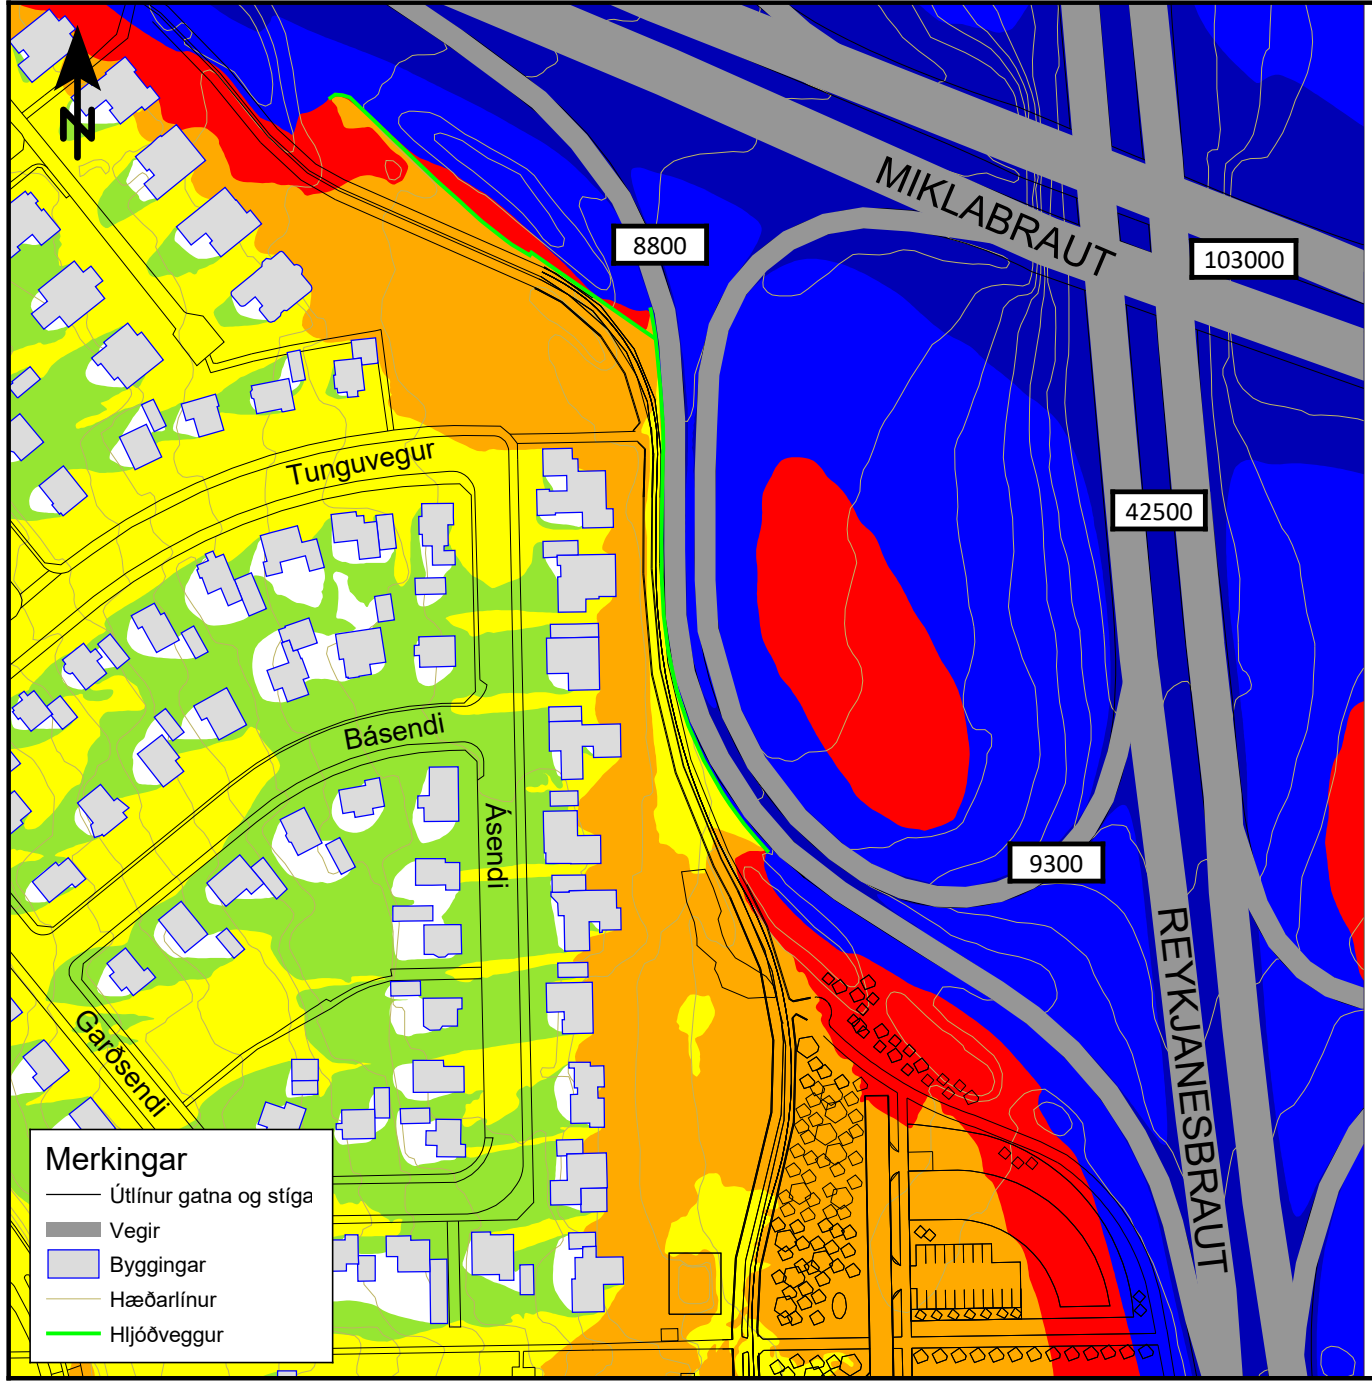 N
MIKLABRAUT
8800
103000
Tunguvegur
42500
Básendi
Ásendi
9300
REYKJANESBRAUT
Garðsendi
Merkingar
Útlínur gatna og stíga
Vegir
Byggingar
Hæðarlínur
Hljóðveggur